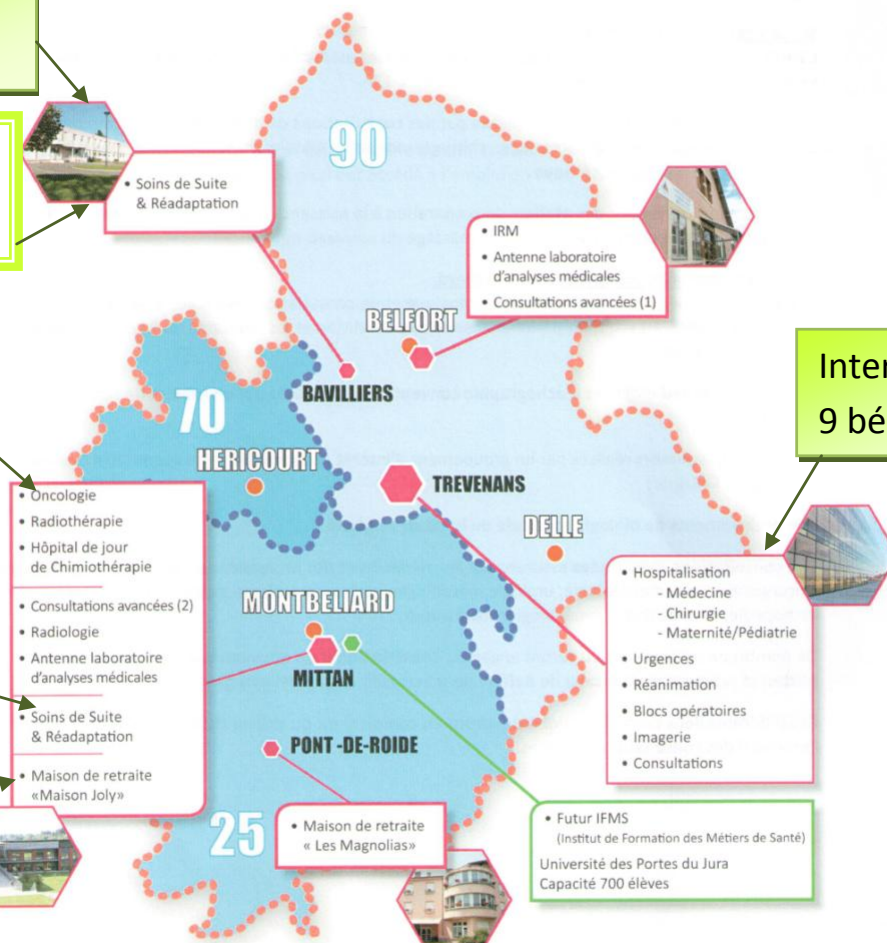 90
• Soins de Suite
& Réadaptation
• IRM
• Antenne laboratoire
d'analyses médicales
• Consultations avancées (1)
BELFORT
BAVILLIERS
70
HERICOURT
TREVENANS
DELLE
9
• Oncologie
• Radiothérapie
• Hôpital de jour
de Chimiothérapie
• Consultations avancées (2)
• Radiologie
• Antenne laboratoire
d'analyses médicales
• Soins de Suite
& Réadaptation
• Maison de retraite
«Maison Joly»
MONTBELIARD
MITTAN
PONT -DE-ROIDE
• Hospitalisation
- Médecine
- Chirurgie
- Maternité/Pédiatrie
• Urgences
• Réanimation
• Blocs opératoires
• Imagerie
• Consultations
25
• Maison de retraite
« Les Magnolias»
• Futur IFMS
(Institut de Formation des Métiers de Santé)
Université des Portes du Jura
Capacité 700 élèves